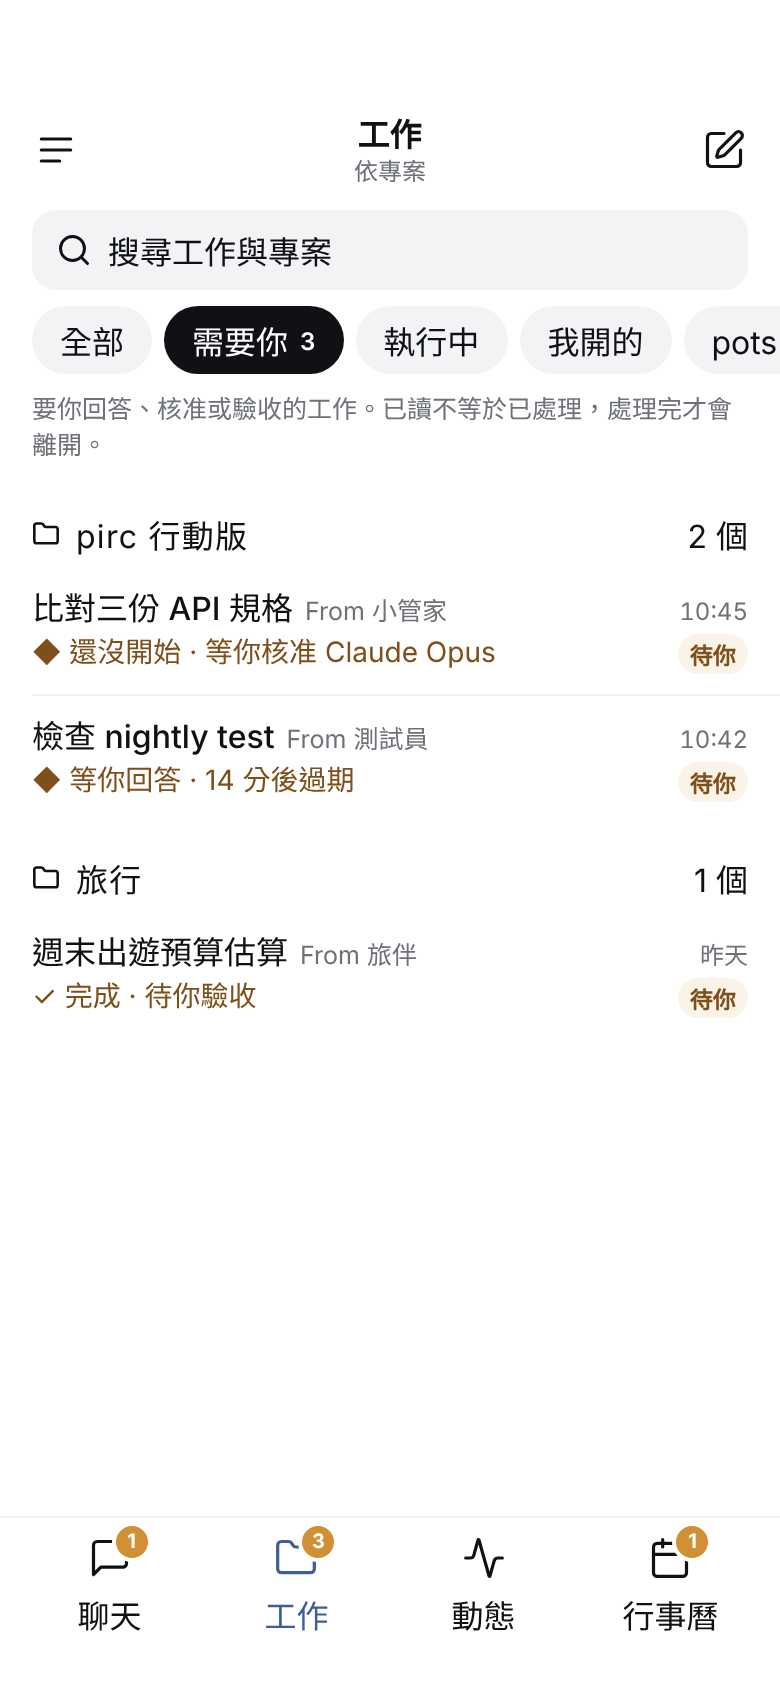 工作
依專案
搜尋工作與專案
全部 需要你 3 執行中 我開的 pots
要你回答、核准或驗收的工作。已讀不等於已處理，處理完才會
離開。
pirc 行動版 2 個
比對三份 API 規格 From 小管家 10:45
◆ 還沒開始 · 等你核准 Claude Opus 待你
檢查 nightly test From 測試員 10:42
◆ 等你回答 · 14 分後過期 待你
旅行 1 個
週末出遊預算估算 From 旅伴 昨天
✓ 完成 · 待你驗收 待你
1 3 1
聊天 工作 動態 行事曆